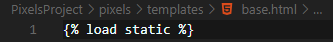 PixelsProject > pixels > templates > base.html > ...
1 {% load static %}